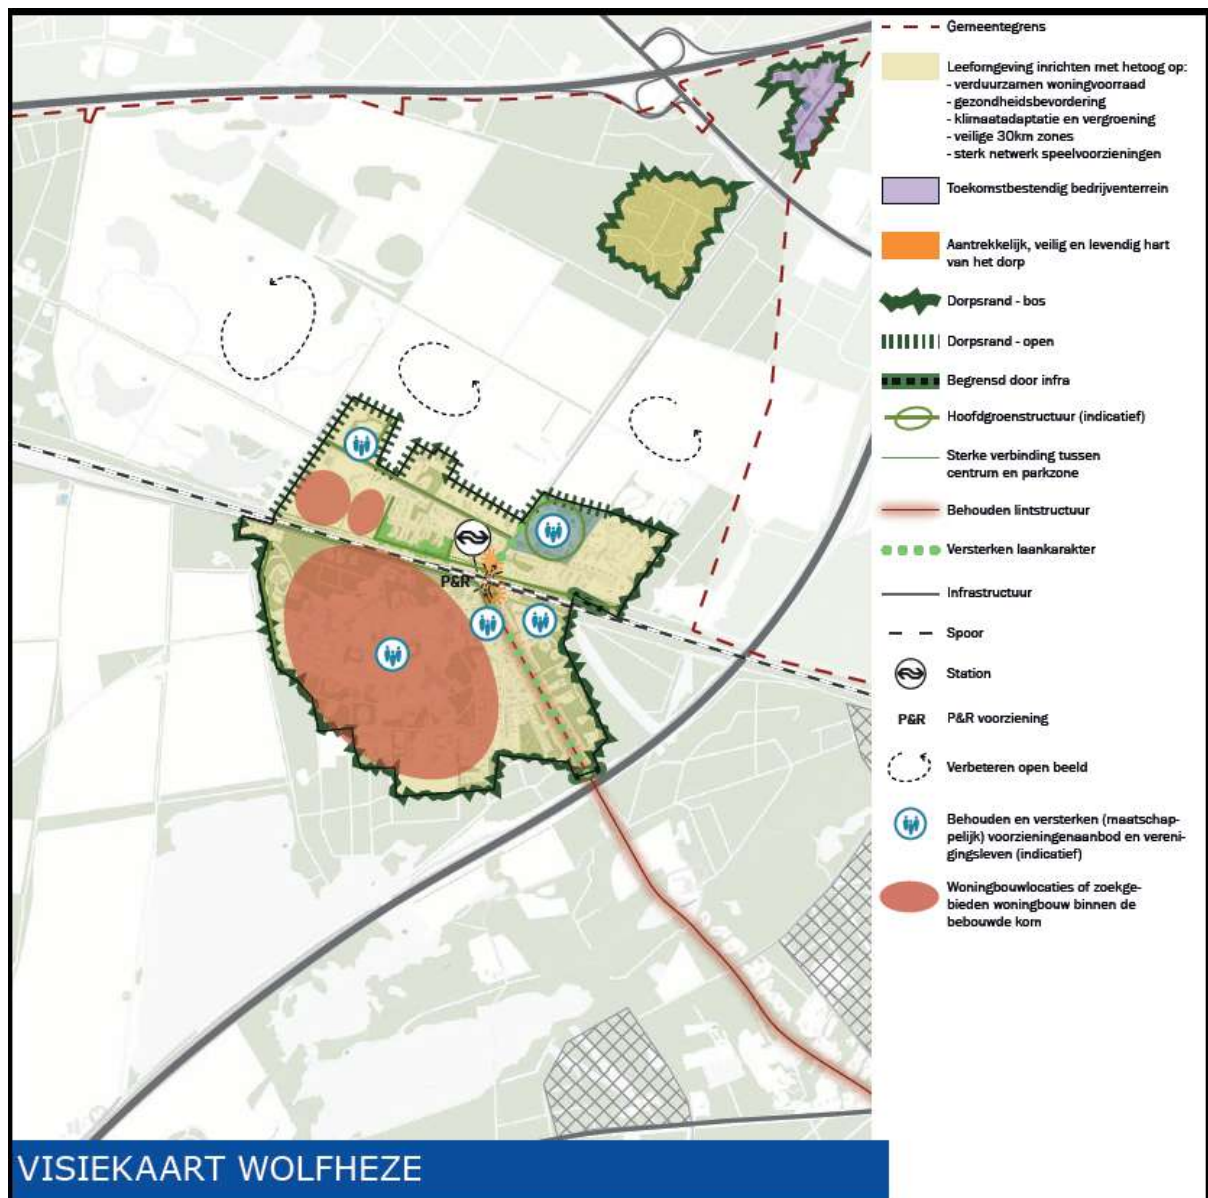 Gemeentegrens
Leefomgeving inrichten met hetoog op:
- verduurzamen woningvoorraad
- gezondheidsbevordering
- klimaatadaptatie en vergroening
- veilige 30km zones
- sterk netwerk speelvoorzieningen
Toekomstbestendig bedrijventerrein
Aantrekkelijk, veilig en levendig hart
van het dorp
Dorpsrand - bos
Dorpsrand - open
Begrensd door infra
Hoofdgroenstructuur (indicatief)
Sterke verbinding tussen
centrum en parkzone
Behouden lintstructuur
Versterken laankarakter
Infrastructuur
Spoor
Station
P&R
P&R voorziening
Verbeteren open beeld
Behouden en versterken (maatschap-
pelijk) voorzieningenaanbod en vereni-
gingsleven (indicatief)
Woningbouwlocaties of zoekge-
bieden woningbouw binnen de
bebouwde kom
P&R
VISIEKAART WOLFHEZE